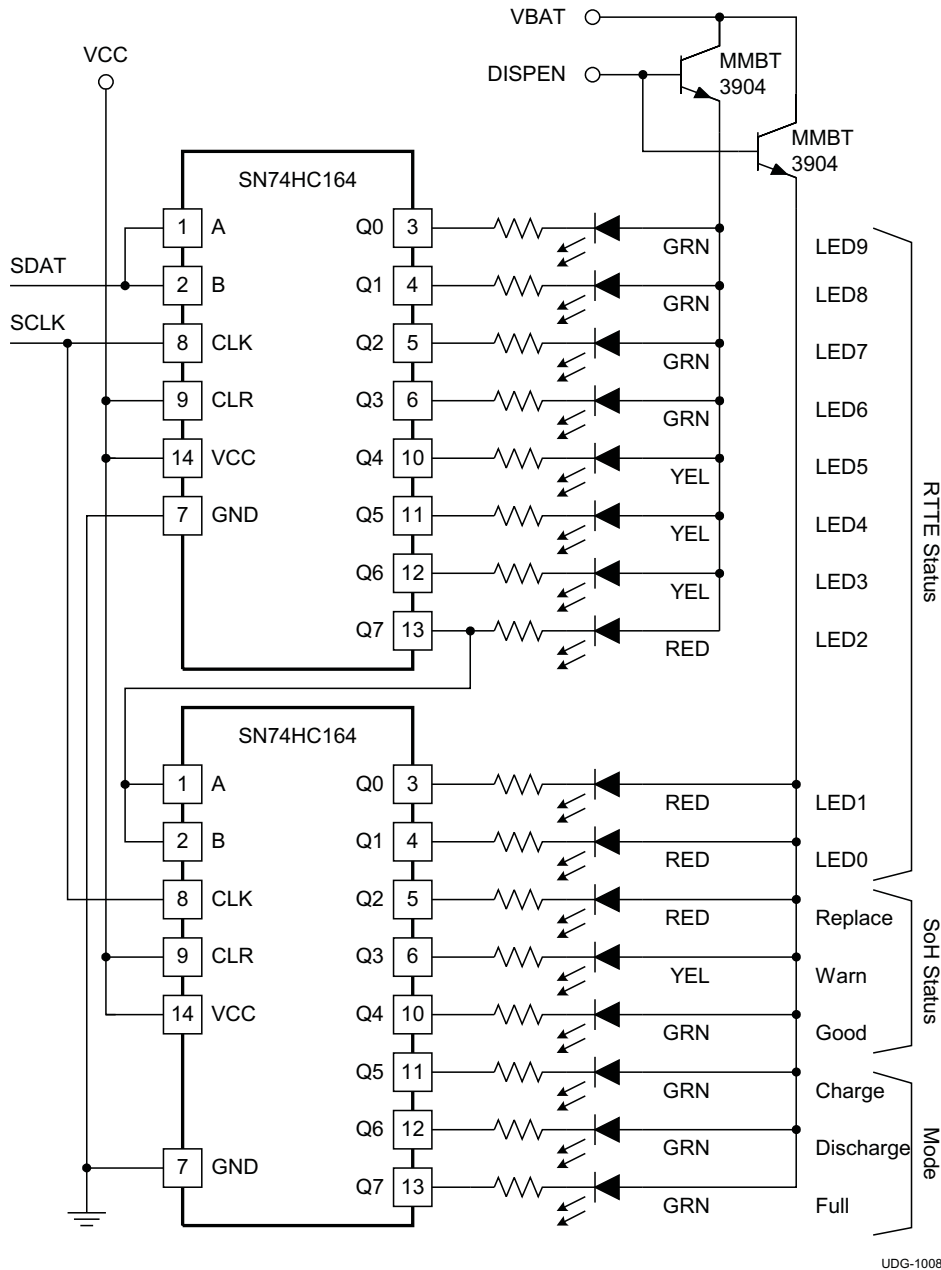 VBAT
VCC
DISPEN
MMBT
3904
MMBT
3904
SN74HC164
1 A Q0 3 GRN LED9
SDAT
2 B Q1 4 GRN LED8
SCLK
8 CLK Q2 5 GRN LED7
9 CLR Q3 6 GRN LED6
14 VCC Q4 10 YEL LED5
7 GND Q5 11 YEL LED4
Q6 12 YEL LED3
Q7 13 RED LED2
RTTE Status
SN74HC164
1 A Q0 3 RED LED1
2 B Q1 4 RED LED0
8 CLK Q2 5 RED Replace
9 CLR Q3 6 YEL Warn
14 VCC Q4 10 GRN Good
SoH Status
Q5 11 GRN Charge
Q6 12 GRN Discharge
7 GND Q7 13 GRN Full
Mode
UDG-1008